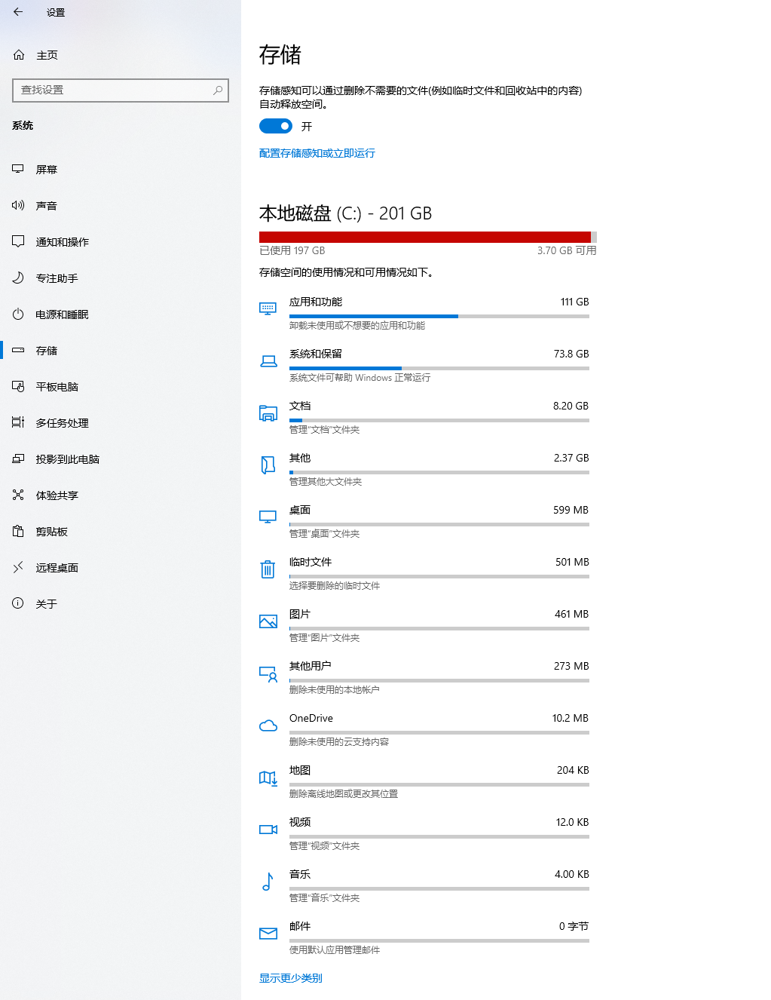 设置
主页
查找设置
系统
屏幕
声音
通知和操作
专注助手
电源和睡眠
存储
平板电脑
多任务处理
投影到此电脑
体验共享
剪贴板
远程桌面
关于
存储
存储感知可以通过删除不需要的文件(例如临时文件和回收站中的内容)
自动释放空间。
开
配置存储感知或立即运行
本地磁盘 (C:) - 201 GB
已使用 197 GB 3.70 GB 可用
存储空间的使用情况和可用情况如下。
应用和功能 111 GB
卸载未使用或不想要的应用和功能
系统和保留 73.8 GB
系统文件可帮助 Windows 正常运行
文档 8.20 GB
管理"文档"文件夹
其他 2.37 GB
管理其他大文件夹
桌面 599 MB
管理"桌面"文件夹
临时文件 501 MB
选择要删除的临时文件
图片 461 MB
管理"图片"文件夹
其他用户 273 MB
删除未使用的本地帐户
OneDrive 10.2 MB
删除未使用的云支持内容
地图 204 KB
删除离线地图或更改其位置
视频 12.0 KB
管理"视频"文件夹
音乐 4.00 KB
管理"音乐"文件夹
邮件 0 字节
使用默认应用管理邮件
显示更少类别